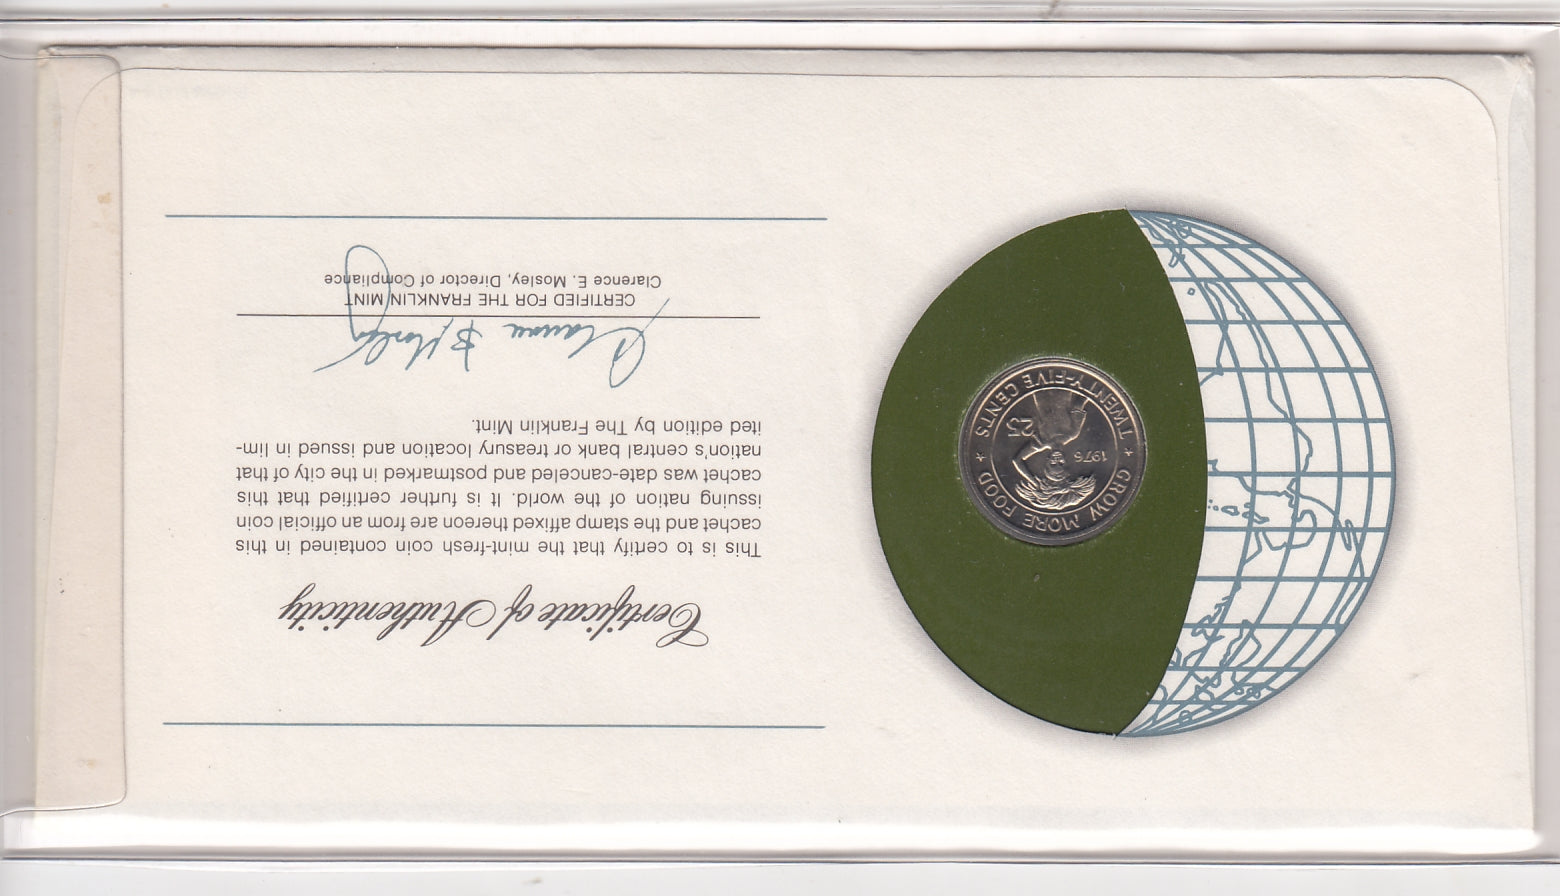 Certificate of Authenticity
This is to certify that the mint-fresh coin contained in this
cachet and the stamp affixed thereon are from an official coin
issuing nation of the world. It is further certified that this
cachet was date-canceled and postmarked in the city of that
nation's central bank or treasury location and issued in lim-
ited edition by The Franklin Mint.
CERTIFIED FOR THE FRANKLIN MINT
Clarence E. Mosley, Director of Compliance
GROW MORE FOOD
1976
25
TWENTY-FIVE CENTS